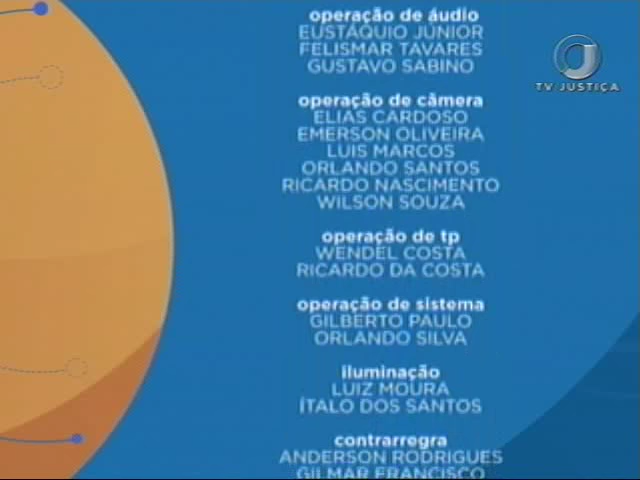 operação de áudio
EUSTÁQUIO JÚNIOR
FELISMAR TAVARES
GUSTAVO SABINO
TV JUSTIÇA
operação de câmera
ELIAS CARDOSO
EMERSON OLIVEIRA
LUIS MARCOS
ORLANDO SANTOS
RICARDO NASCIMENTO
WILSON SOUZA
operação de tp
WENDEL COSTA
RICARDO DA COSTA
operação de sistema
GILBERTO PAULO
ORLANDO SILVA
iluminação
LUIZ MOURA
ÍTALO DOS SANTOS
contrarregra
ANDERSON RODRIGUES
GILMAR FRANCISCO